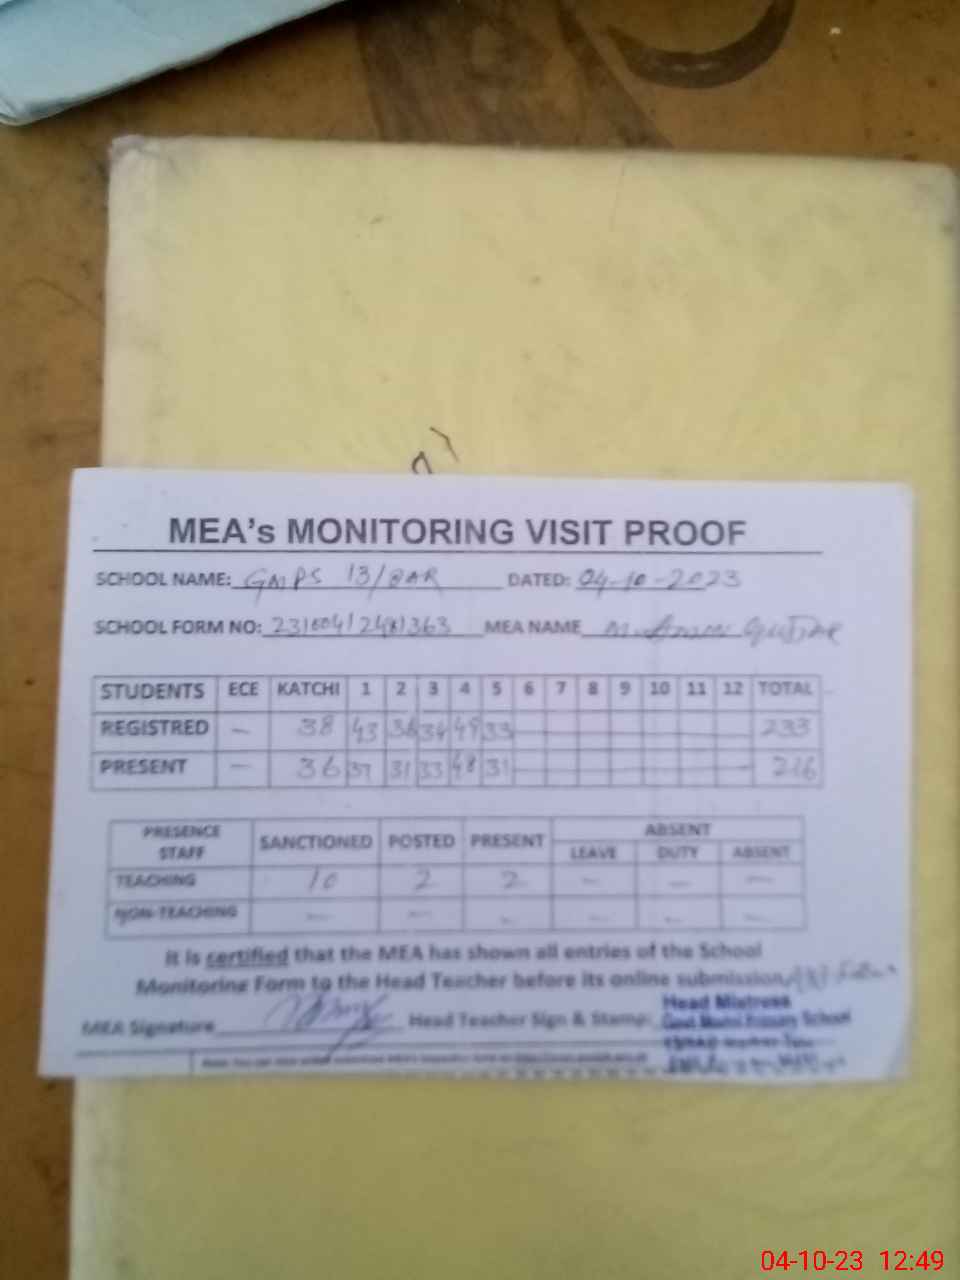 MEA's MONITORING VISIT PROOF
SCHOOL NAME: GMPS 13/8AR DATED: 04-10-2023
SCHOOL FORM NO: MEA NAME
STUDENTS ECE KATCHI 1 2 3 4 5 6 7 8 9 10 11 12 TOTAL
REGISTRED - 38 43 36 34 49 33 233
PRESENT - 36 37 31 33 48 31 216
PRESENCE STAFF SANCTIONED POSTED PRESENT ABSENT
LEAVE DUTY ABSENT
TEACHING 10 2 2 - - -
NON-TEACHING - - - - - -
It is certified that the MEA has shown all entries of the School
Monitoring Form to the Head Teacher before its online submission
MEA Signature Head Teacher Sign & Stamp:
Head Mistress
Govt Model Primary School
04-10-23 12:49